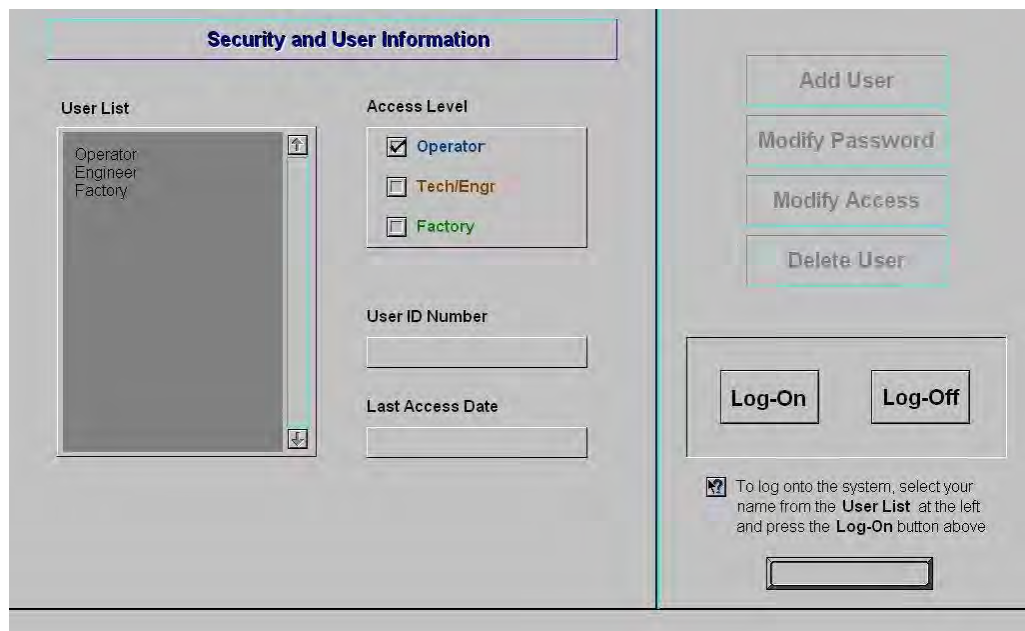 Security and User Information
User List
Operator
Engineer
Factory
Access Level
Operator
Tech/Engr
Factory
User ID Number
Last Access Date
Add User
Modify Password
Modify Access
Delete User
Log-On
Log-Off
To log onto the system, select your
name from the User List at the left
and press the Log-On button above